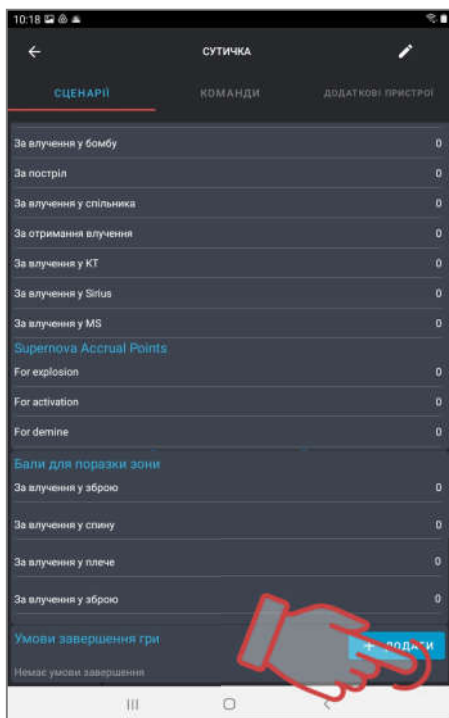 10:18
СУТИЧКА
СЦЕНАРІЇ КОМАНДИ ДОДАТКОВІ ПРИСТРОЇ
За влучення у бомбу 0
За постріл 0
За влучення у спільника 0
За отримання влучення 0
За влучення у КТ 0
За влучення у Sirius 0
За влучення у MS 0
Supernova Accrual Points
For explosion 0
For activation 0
For demine 0
Бали для поразки зони
За влучення у зброю 0
За влучення у спину 0
За влучення у плече 0
За влучення у зброю 0
Умови завершення гри + ДОДАТИ
Немає умови завершення